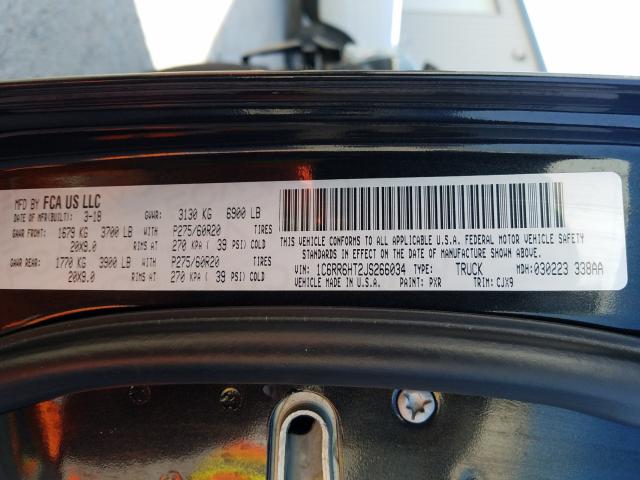 MFD BY FCA US LLC
DATE OF MFR(BUILT): 3-18 GVWR: 3130 KG 6900 LB
GAWR FRONT: 1679 KG 3700 LB WITH P275/60R20 TIRES
20X9.0 RIMS AT 270 KPA ( 39 PSI) COLD
GAWR REAR: 1770 KG 3900 LB WITH P275/60R20 TIRES
20X9.0 RIMS AT 270 KPA ( 39 PSI) COLD
THIS VEHICLE CONFORMS TO ALL APPLICABLE U.S.A. FEDERAL MOTOR VEHICLE SAFETY
STANDARDS IN EFFECT ON THE DATE OF MANUFACTURE SHOWN ABOVE.
VIN: 1C6RR6HT2JS266034 TYPE: TRUCK MDH: 030223 338AA
MADE IN U.S.A. PAINT: PXR TRIM: CJX9